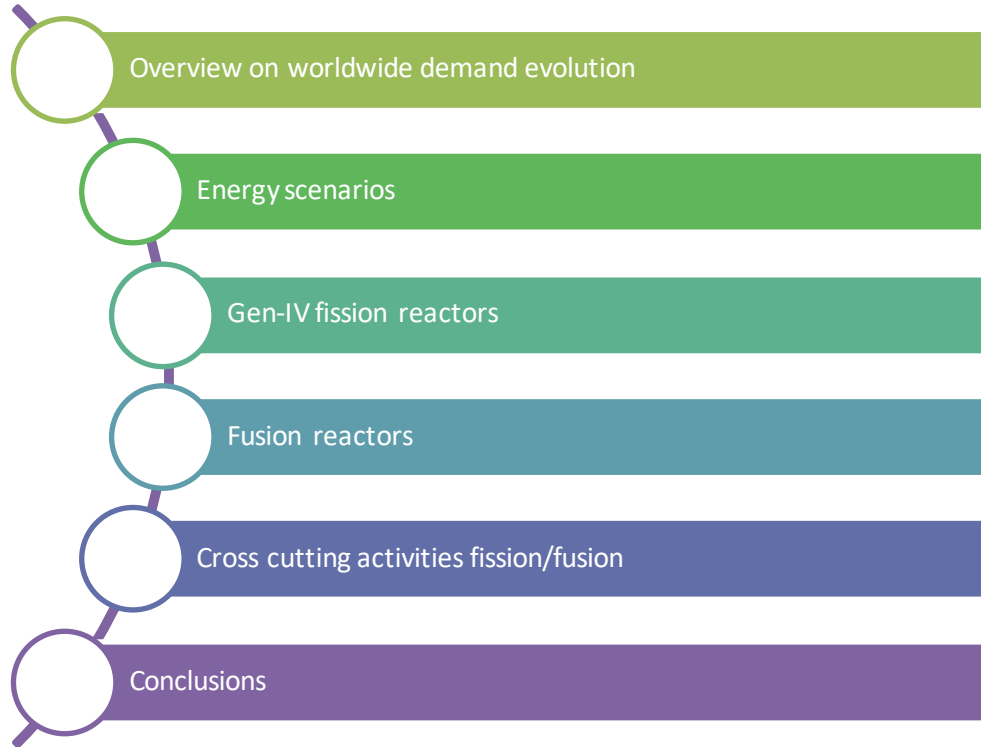 Overview on worldwide demand evolution
Energy scenarios
Gen-IV fission reactors
Fusion reactors
Cross cutting activities fission/fusion
Conclusions